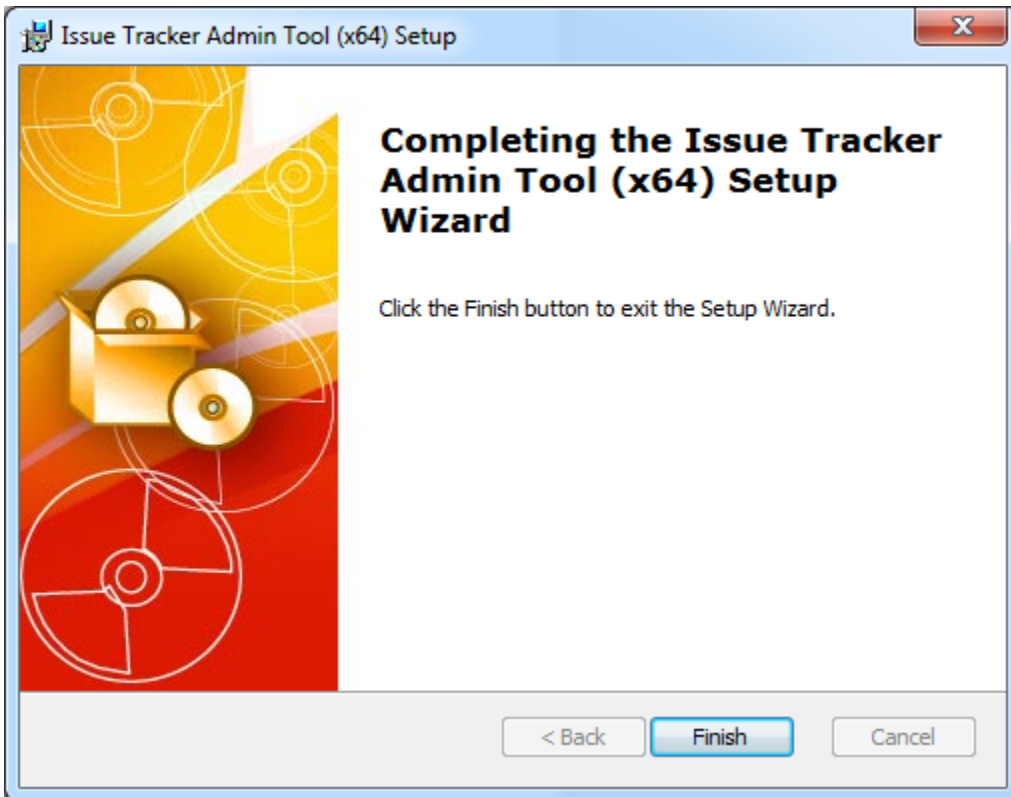 Issue Tracker Admin Tool (x64) Setup
Completing the Issue Tracker
Admin Tool (x64) Setup
Wizard
Click the Finish button to exit the Setup Wizard.
< Back Finish Cancel